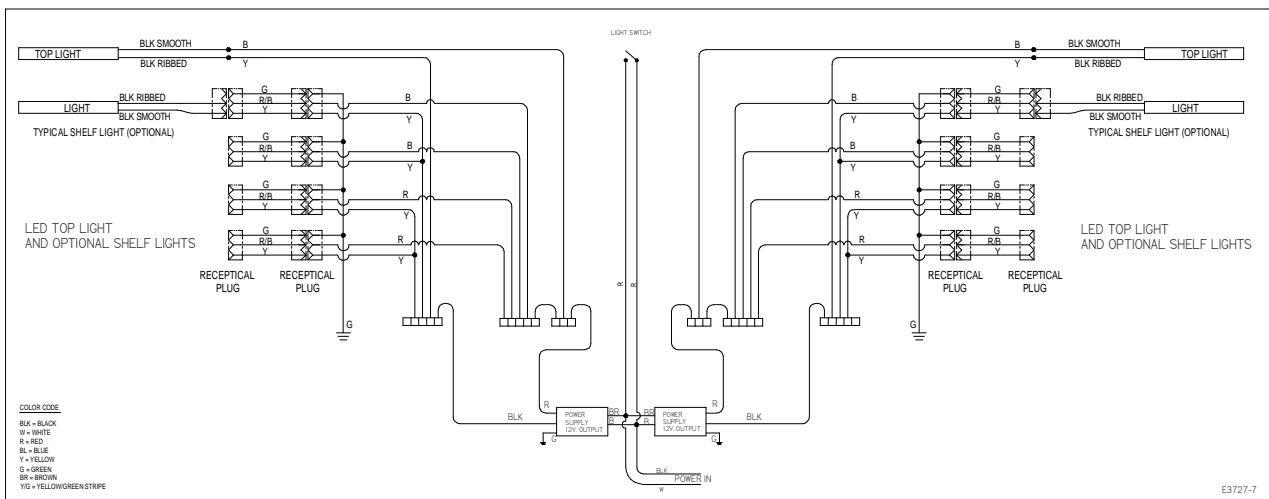 LIGHT SWITCH
TOP LIGHT
BLK SMOOTH
B
BLK RIBBED
Y
LIGHT
BLK RIBBED
BLK SMOOTH
TYPICAL SHELF LIGHT (OPTIONAL)
G
R/B
Y
B
Y
G
R/B
Y
B
Y
G
R/B
Y
R
Y
G
R/B
Y
R
Y
LED TOP LIGHT
AND OPTIONAL SHELF LIGHTS
RECEPTICAL
PLUG
RECEPTICAL
PLUG
G
R
R
B
BLK SMOOTH
TOP LIGHT
Y
BLK RIBBED
B
Y
G
R/B
Y
BLK RIBBED
LIGHT
BLK SMOOTH
TYPICAL SHELF LIGHT (OPTIONAL)
B
Y
G
R/B
Y
R
Y
G
R/B
Y
R
Y
G
R/B
Y
LED TOP LIGHT
AND OPTIONAL SHELF LIGHTS
RECEPTICAL
PLUG
RECEPTICAL
PLUG
G
R
BLK
G
POWER
SUPPLY
12V. OUTPUT
BR
B
BR
B
POWER
SUPPLY
12V. OUTPUT
R
BLK
G
BLK
POWER IN
W
COLOR CODE
BLK = BLACK
W = WHITE
R = RED
BL = BLUE
Y = YELLOW
G = GREEN
BR = BROWN
Y/G = YELLOW/GREEN STRIPE
E3727-7